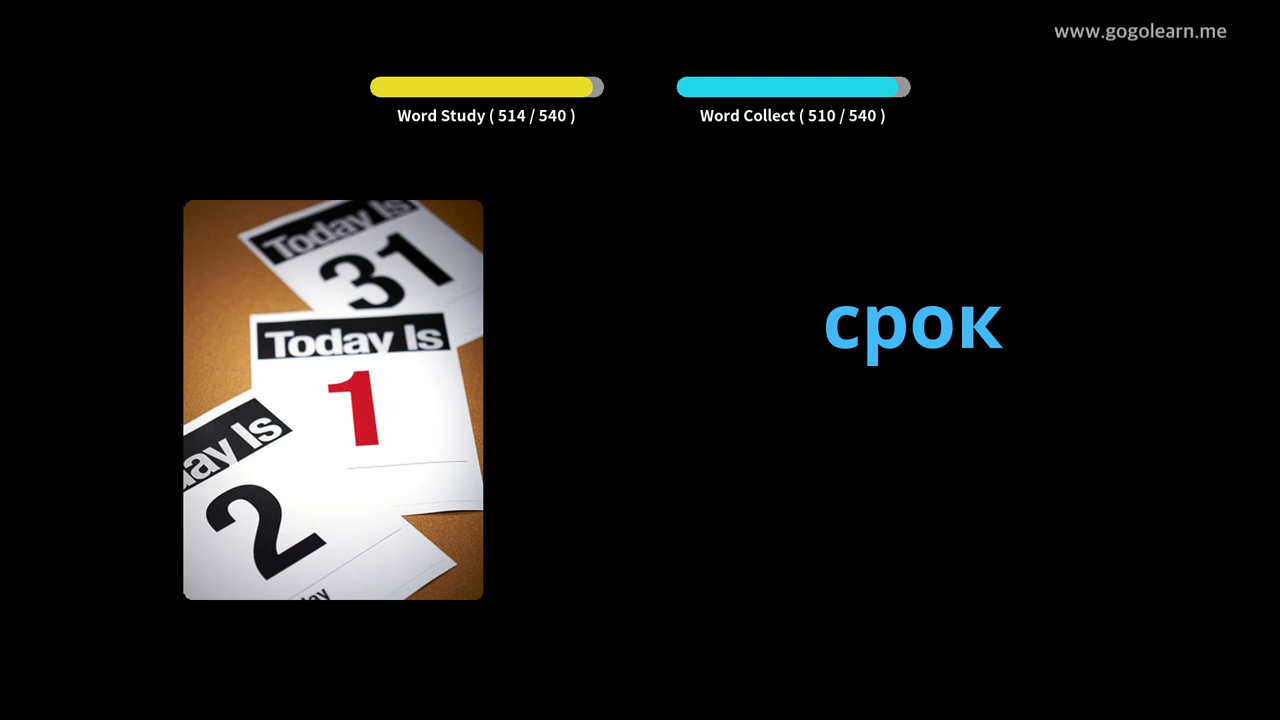 www.gogolearn.me
Word Study ( 514 / 540 )
Word Collect ( 510 / 540 )
Today Is
31
Today Is
1
ay Is
2
ay
срок